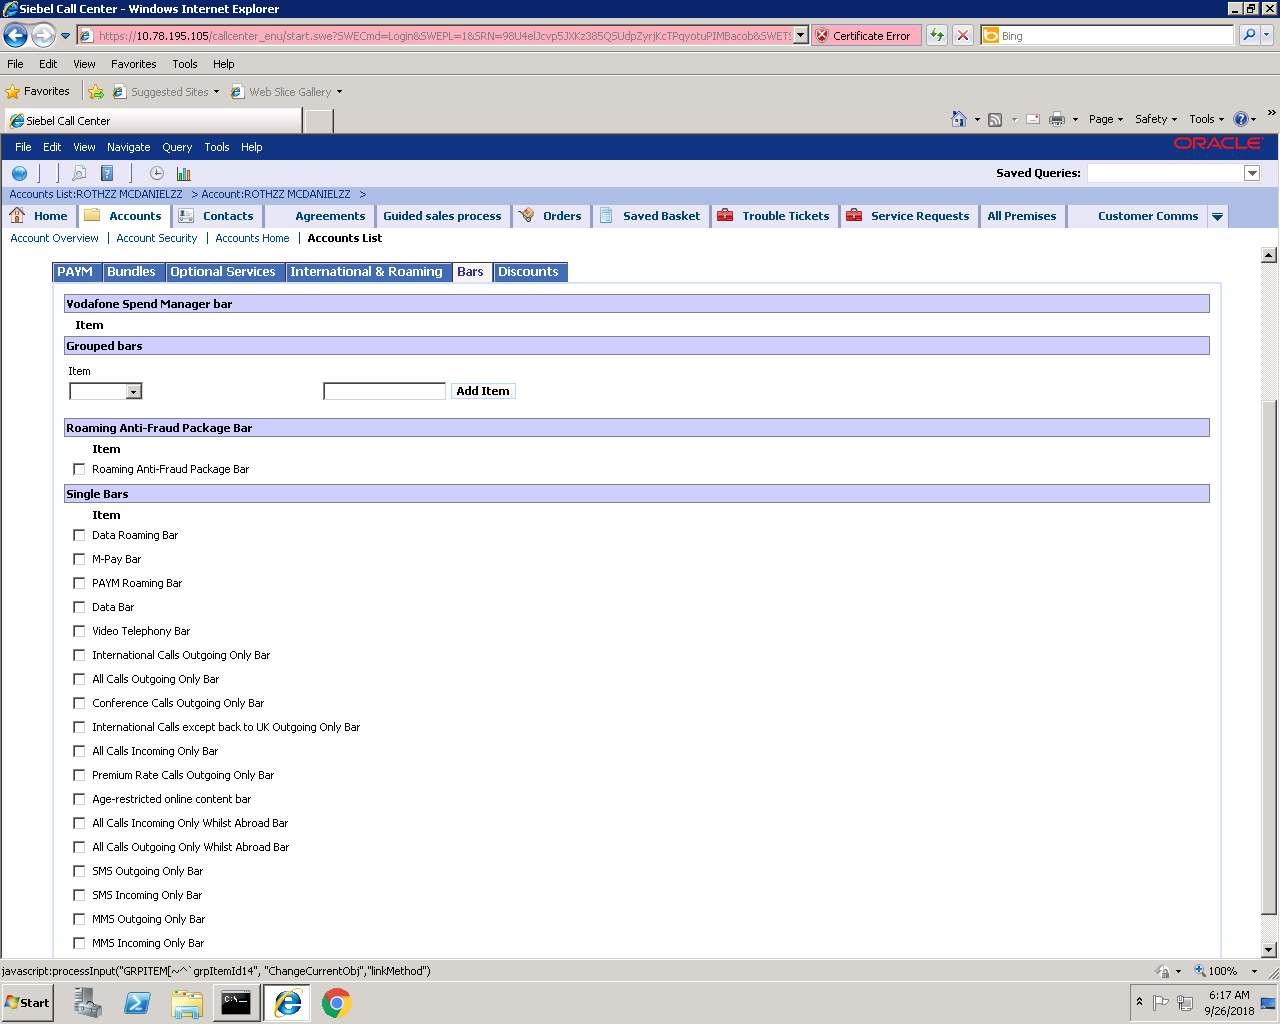 Siebel Call Center - Windows Internet Explorer
https://10.78.195.105/callcenter_enu/start.swe?SWECmd=Login&SWEPL=1&SRN=98U4elJcvp5JXKz385QSUdpZyrjKcTPqyotuPIMBacob&SWETS Certificate Error Bing
File Edit View Favorites Tools Help
Favorites Suggested Sites Web Slice Gallery
Siebel Call Center Page Safety Tools
File Edit View Navigate Query Tools Help ORACLE
Saved Queries:
Accounts List:ROTHZZ MCDANIELZZ > Account:ROTHZZ MCDANIELZZ >
Home Accounts Contacts Agreements Guided sales process Orders Saved Basket Trouble Tickets Service Requests All Premises Customer Comms
Account Overview | Account Security | Accounts Home | Accounts List
PAYM Bundles Optional Services International & Roaming Bars Discounts
Vodafone Spend Manager bar
Item
Grouped bars
Item
Add Item
Roaming Anti-Fraud Package Bar
Item
Roaming Anti-Fraud Package Bar
Single Bars
Item
Data Roaming Bar
M-Pay Bar
PAYM Roaming Bar
Data Bar
Video Telephony Bar
International Calls Outgoing Only Bar
All Calls Outgoing Only Bar
Conference Calls Outgoing Only Bar
International Calls except back to UK Outgoing Only Bar
All Calls Incoming Only Bar
Premium Rate Calls Outgoing Only Bar
Age-restricted online content bar
All Calls Incoming Only Whilst Abroad Bar
All Calls Outgoing Only Whilst Abroad Bar
SMS Outgoing Only Bar
SMS Incoming Only Bar
MMS Outgoing Only Bar
MMS Incoming Only Bar
javascript:processInput("GRPITEM[~^`grpItemId14", "ChangeCurrentObj","linkMethod") 100%
Start C:\. 6:17 AM
9/26/2018